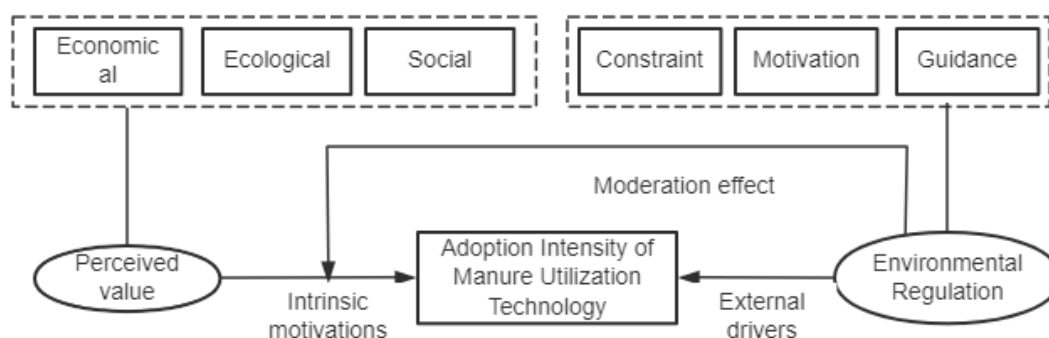 Economic
al
Ecological
Social
Constraint
Motivation
Guidance
Moderation effect
Perceived
value
Intrinsic
motivations
Adoption Intensity of
Manure Utilization
Technology
External
drivers
Environmental
Regulation